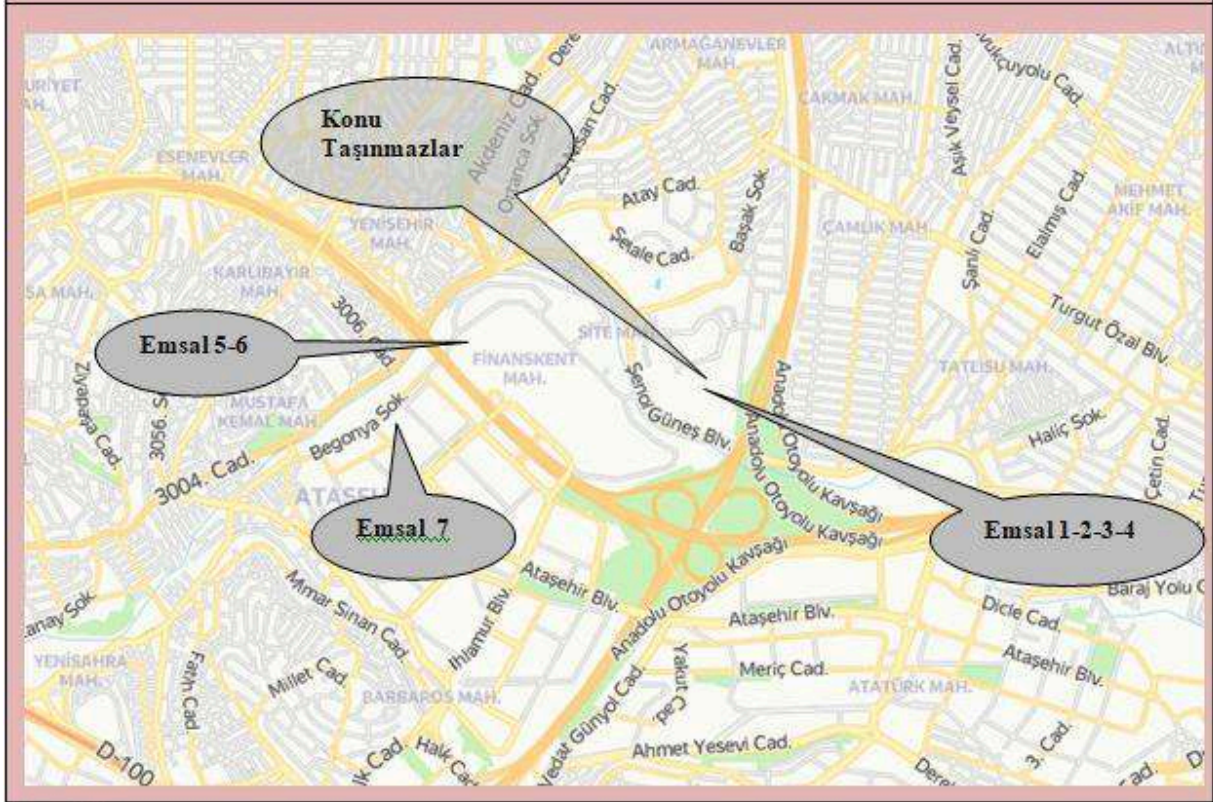 ARMAĞANEVLER
MAH.
ÇAKMAK MAH.
Aşık Veysel Cad.
Konu
Taşınmazlar
Akdeniz Cad.
Ortanca Sok.
23 Nisan Cad.
ESENEVLER
MAH.
Atay Cad.
Başak Sok.
Elalmış Cad.
MEHMET
AKİF MAH.
YENİŞEHİR
MAH.
Şelale Cad.
ÇAMLIK MAH.
Şanlı Cad.
KARLIBAYIR
MAH.
3006. Cad.
Turgut Özal Blv.
Emsal 5-6
FİNANSKENT
MAH.
TATLISU MAH.
Ziyapaşa Cad.
3056.
MUSTAFA
KEMAL MAH.
Begonya Sok.
Güneş Blv.
Haliç Sok.
Çetin Cad.
3004. Cad.
Anadolu Otoyolu Kavşağı
Anadolu Otoyolu Kavşağı
Emsal 7
Emsal 1-2-3-4
Anadolu Otoyolu Kavşağı
Ataşehir Blv.
Mimar Sinan Cad.
Ihlamur Blv.
Ataşehir Blv.
Dicle Cad.
Baraj Yolu
Ataşehir Blv.
YENİSAHRA
MAH.
Fatih Cad
Millet Cad.
BARBAROS MAH.
Yakut Cad.
Meriç Cad.
ATATÜRK MAH.
Vedat Günyol Cad.
Ahmet Yesevi Cad.
3. Cad.
D-100
Halk Cad.